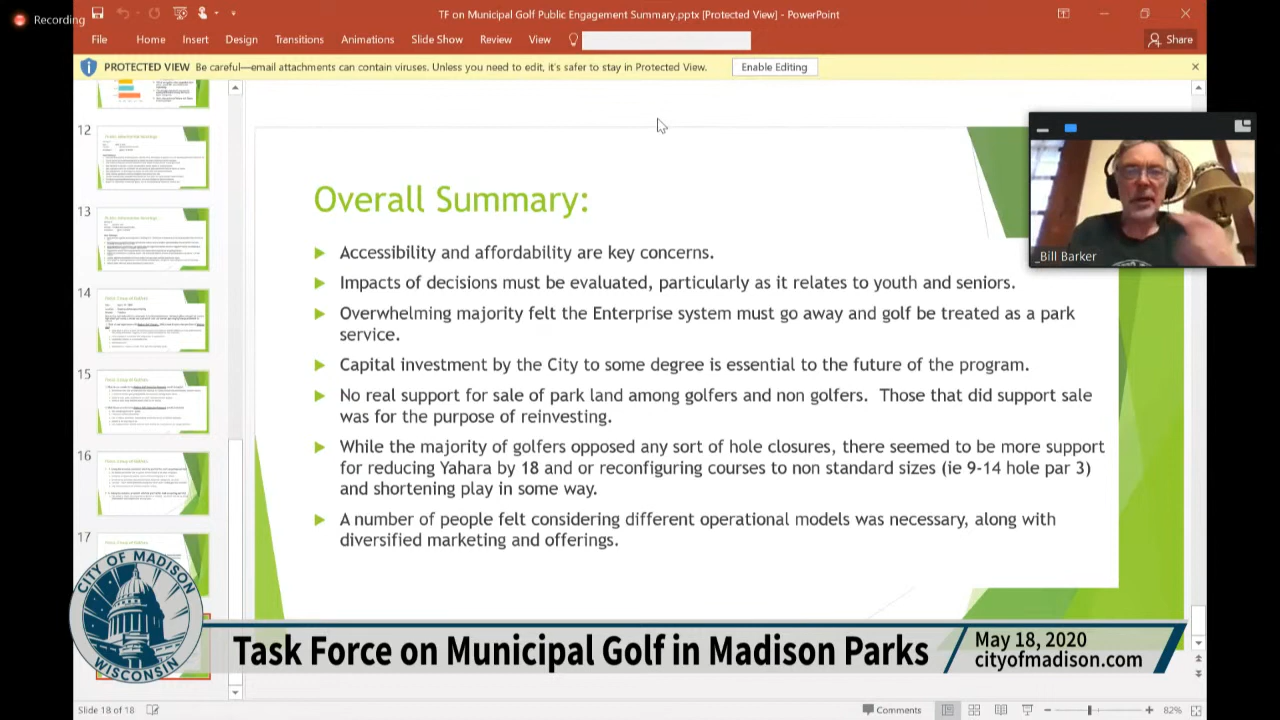 Recording
TF on Municipal Golf Public Engagement Summary.pptx [Protected View] - PowerPoint
File Home Insert Design Transitions Animations Slide Show Review View
Share
PROTECTED VIEW Be careful—email attachments can contain viruses. Unless you need to edit, it's safer to stay in Protected View.
Enable Editing
12
13
14
15
16
17
Overall Summary:
Accessibility and affordability are key concerns.
Impacts of decisions must be evaluated, particularly as it relates to youth and seniors.
Overwhelming majority felt the Enterprise system must go away and golf be treated as a park
service.
Capital investment by the City to some degree is essential to the future of the program.
No real support for sale of park land among golfers and non golfers. Those that did support sale
was for the purpose of reinvesting.
While the majority of golfers opposed any sort of hole closures, there seemed to be more support
for reducing Yahara by 18 and or reconfiguring courses to non standard sizes (ie 9-14 hole par 3)
and shortening play in some way.
A number of people felt considering different operational models was necessary, along with
diversified marketing and offerings.
_Bill Barker
CITY OF MADISON
WISCONSIN
Task Force on Municipal Golf in Madison Parks
May 18, 2020
cityofmadison.com
Slide 18 of 18
Comments
82%